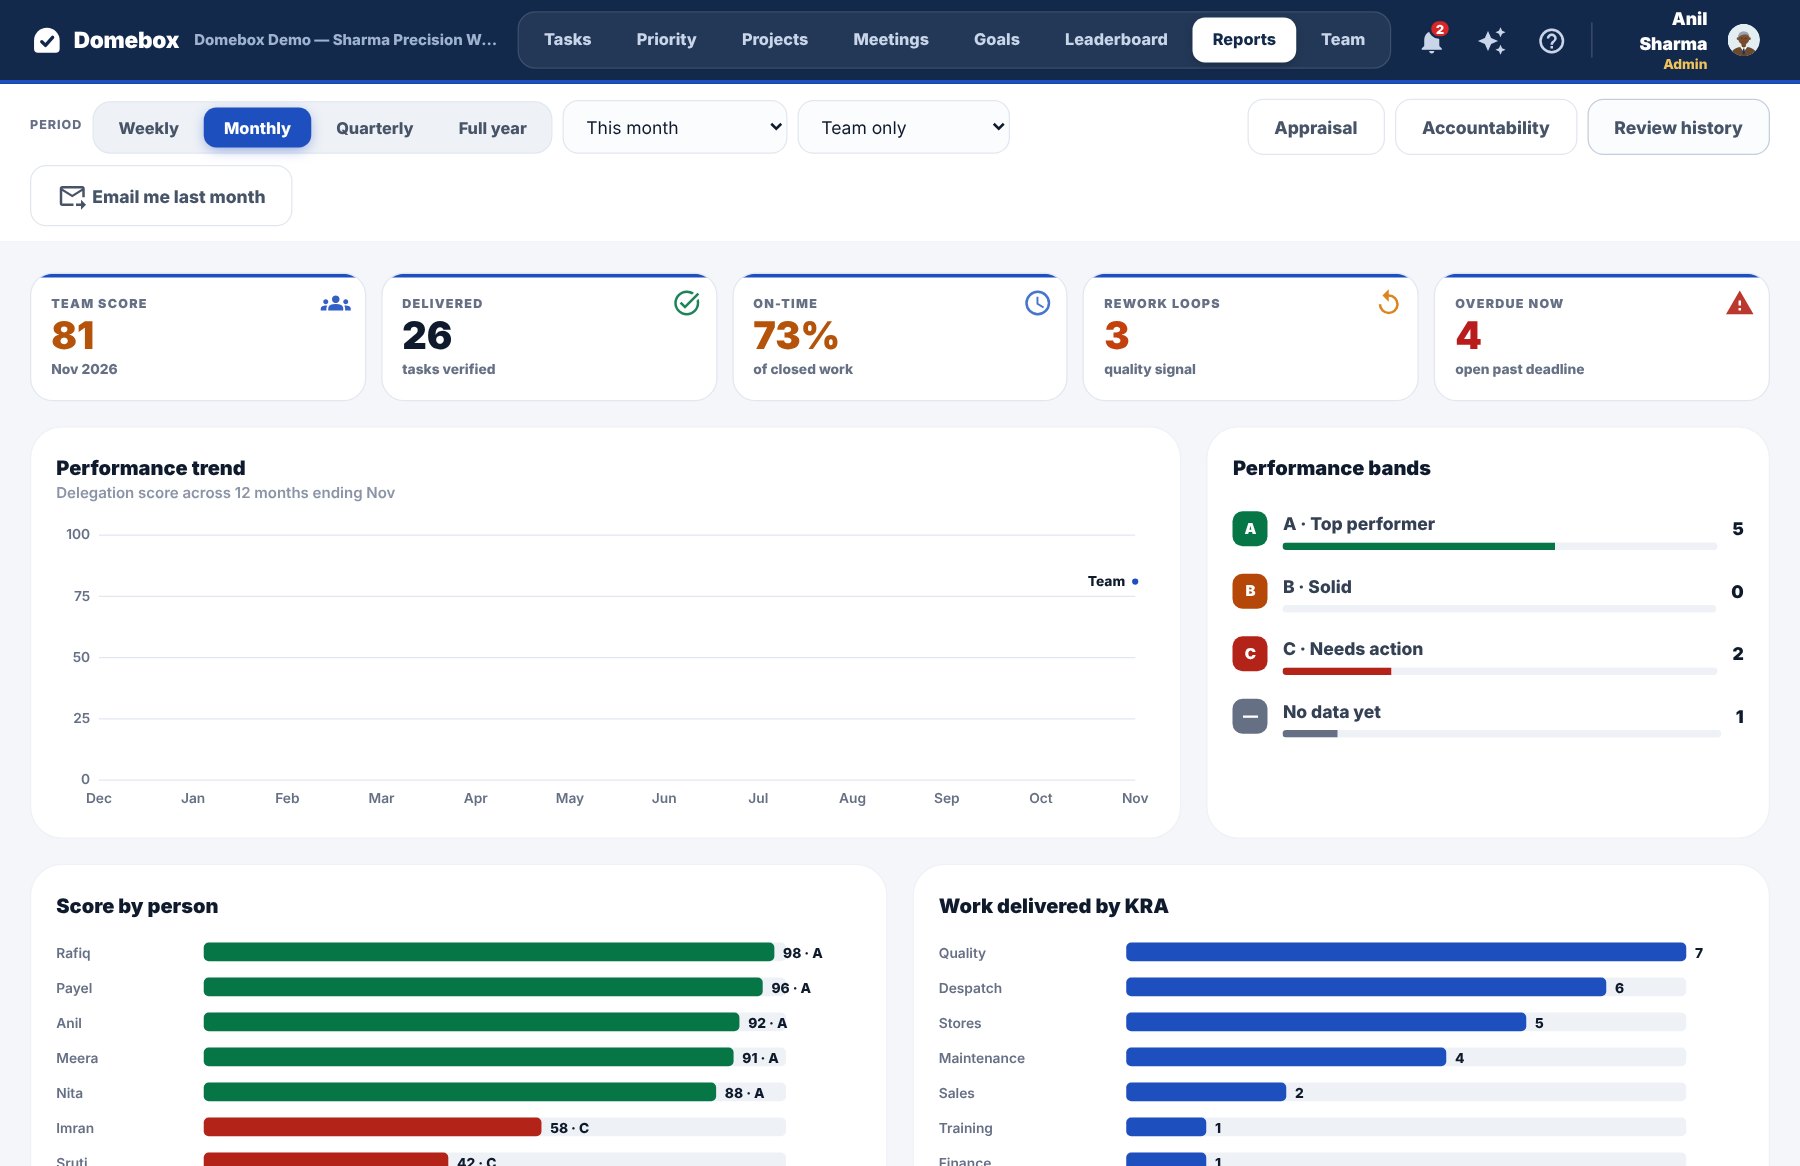 Domebox
Domebox Demo — Sharma Precision W...
Tasks
Priority
Projects
Meetings
Goals
Leaderboard
Reports
Team
2
Anil
Sharma
Admin
PERIOD
Weekly
Monthly
Quarterly
Full year
This month
Team only
Appraisal
Accountability
Review history
Email me last month
TEAM SCORE
81
Nov 2026
DELIVERED
26
tasks verified
ON-TIME
73%
of closed work
REWORK LOOPS
3
quality signal
OVERDUE NOW
4
open past deadline
Performance trend
Delegation score across 12 months ending Nov
100
75
50
25
0
Team
Dec Jan Feb Mar Apr May Jun Jul Aug Sep Oct Nov
Performance bands
A A · Top performer 5
B B · Solid 0
C C · Needs action 2
— No data yet 1
Score by person
Rafiq 98 · A
Payel 96 · A
Anil 92 · A
Meera 91 · A
Nita 88 · A
Imran 58 · C
Sruti 42 · C
Work delivered by KRA
Quality 7
Despatch 6
Stores 5
Maintenance 4
Sales 2
Training 1
Finance 1